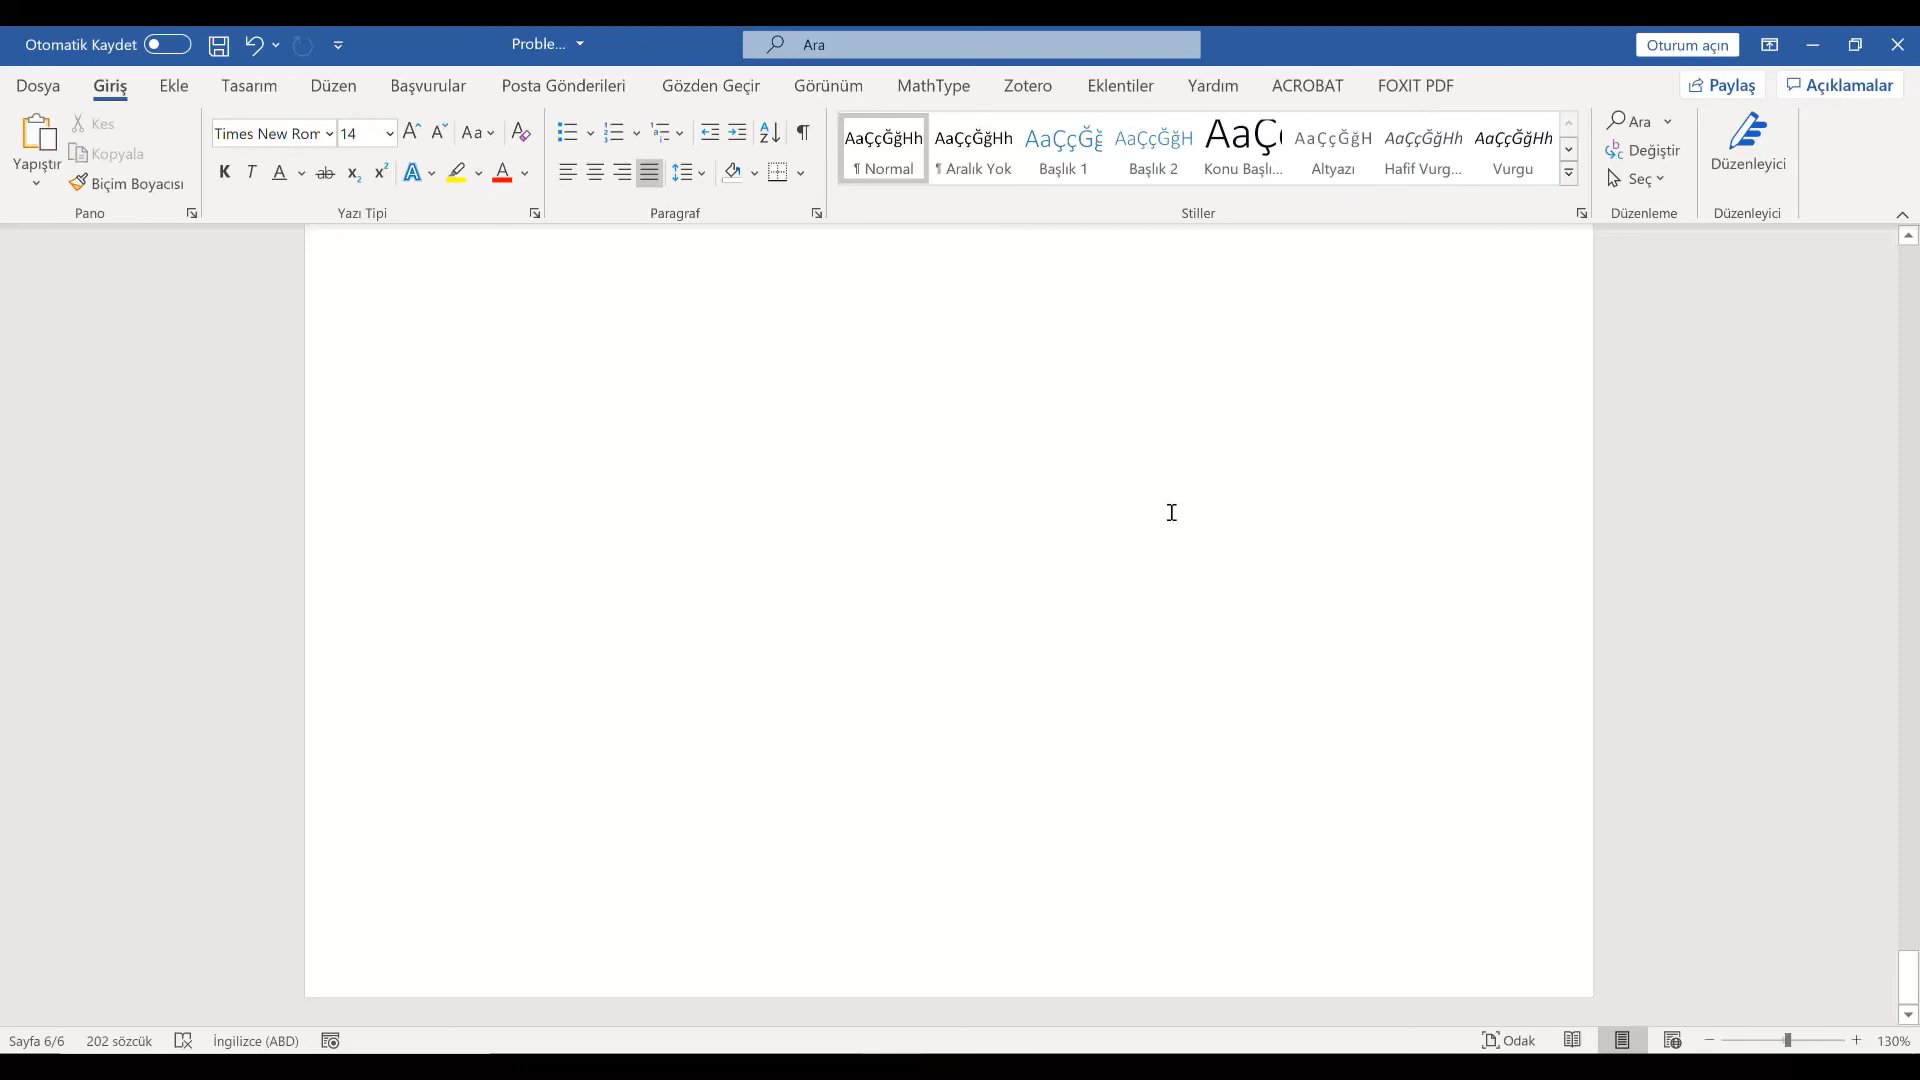 Otomatik Kaydet
Proble...
Ara
Oturum açın
Dosya Giriş Ekle Tasarım Düzen Başvurular Posta Gönderileri Gözden Geçir Görünüm MathType Zotero Eklentiler Yardım ACROBAT FOXIT PDF
Paylaş Açıklamalar
Yapıştır
Kes
Kopyala
Biçim Boyacısı
Pano
Times New Rom 14
Yazı Tipi
Paragraf
AaÇçĞğHh AaÇçĞğHh AaÇçĞğ AaÇçĞğH AaÇ AaÇçĞğH AaÇçĞğHh AaÇçĞğHh
¶ Normal ¶ Aralık Yok Başlık 1 Başlık 2 Konu Başlı... Altyazı Hafif Vurg... Vurgu
Stiller
Ara
Değiştir
Seç
Düzenleme
Düzenleyici
Düzenleyici
Sayfa 6/6 202 sözcük İngilizce (ABD) Odak 130%